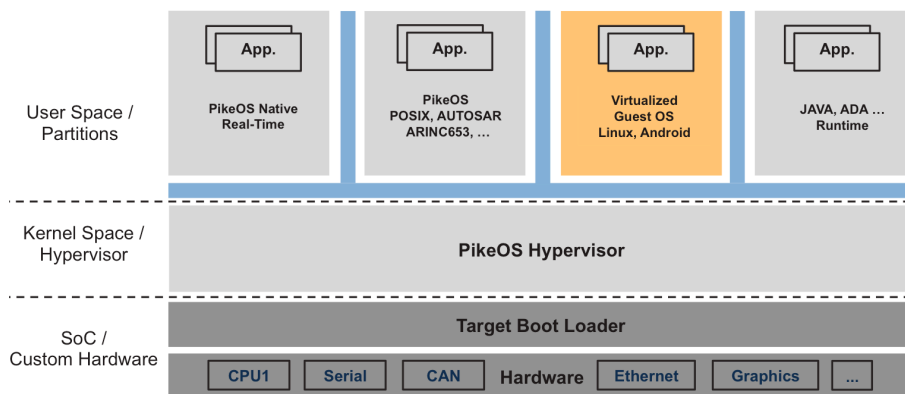 App.
App.
App.
App.
User Space /
Partitions
PikeOS Native
Real-Time
PikeOS
POSIX, AUTOSAR
ARINC653, ...
Virtualized
Guest OS
Linux, Android
JAVA, ADA ...
Runtime
Kernel Space /
Hypervisor
PikeOS Hypervisor
SoC /
Custom Hardware
Target Boot Loader
CPU1
Serial
CAN
Hardware
Ethernet
Graphics
...